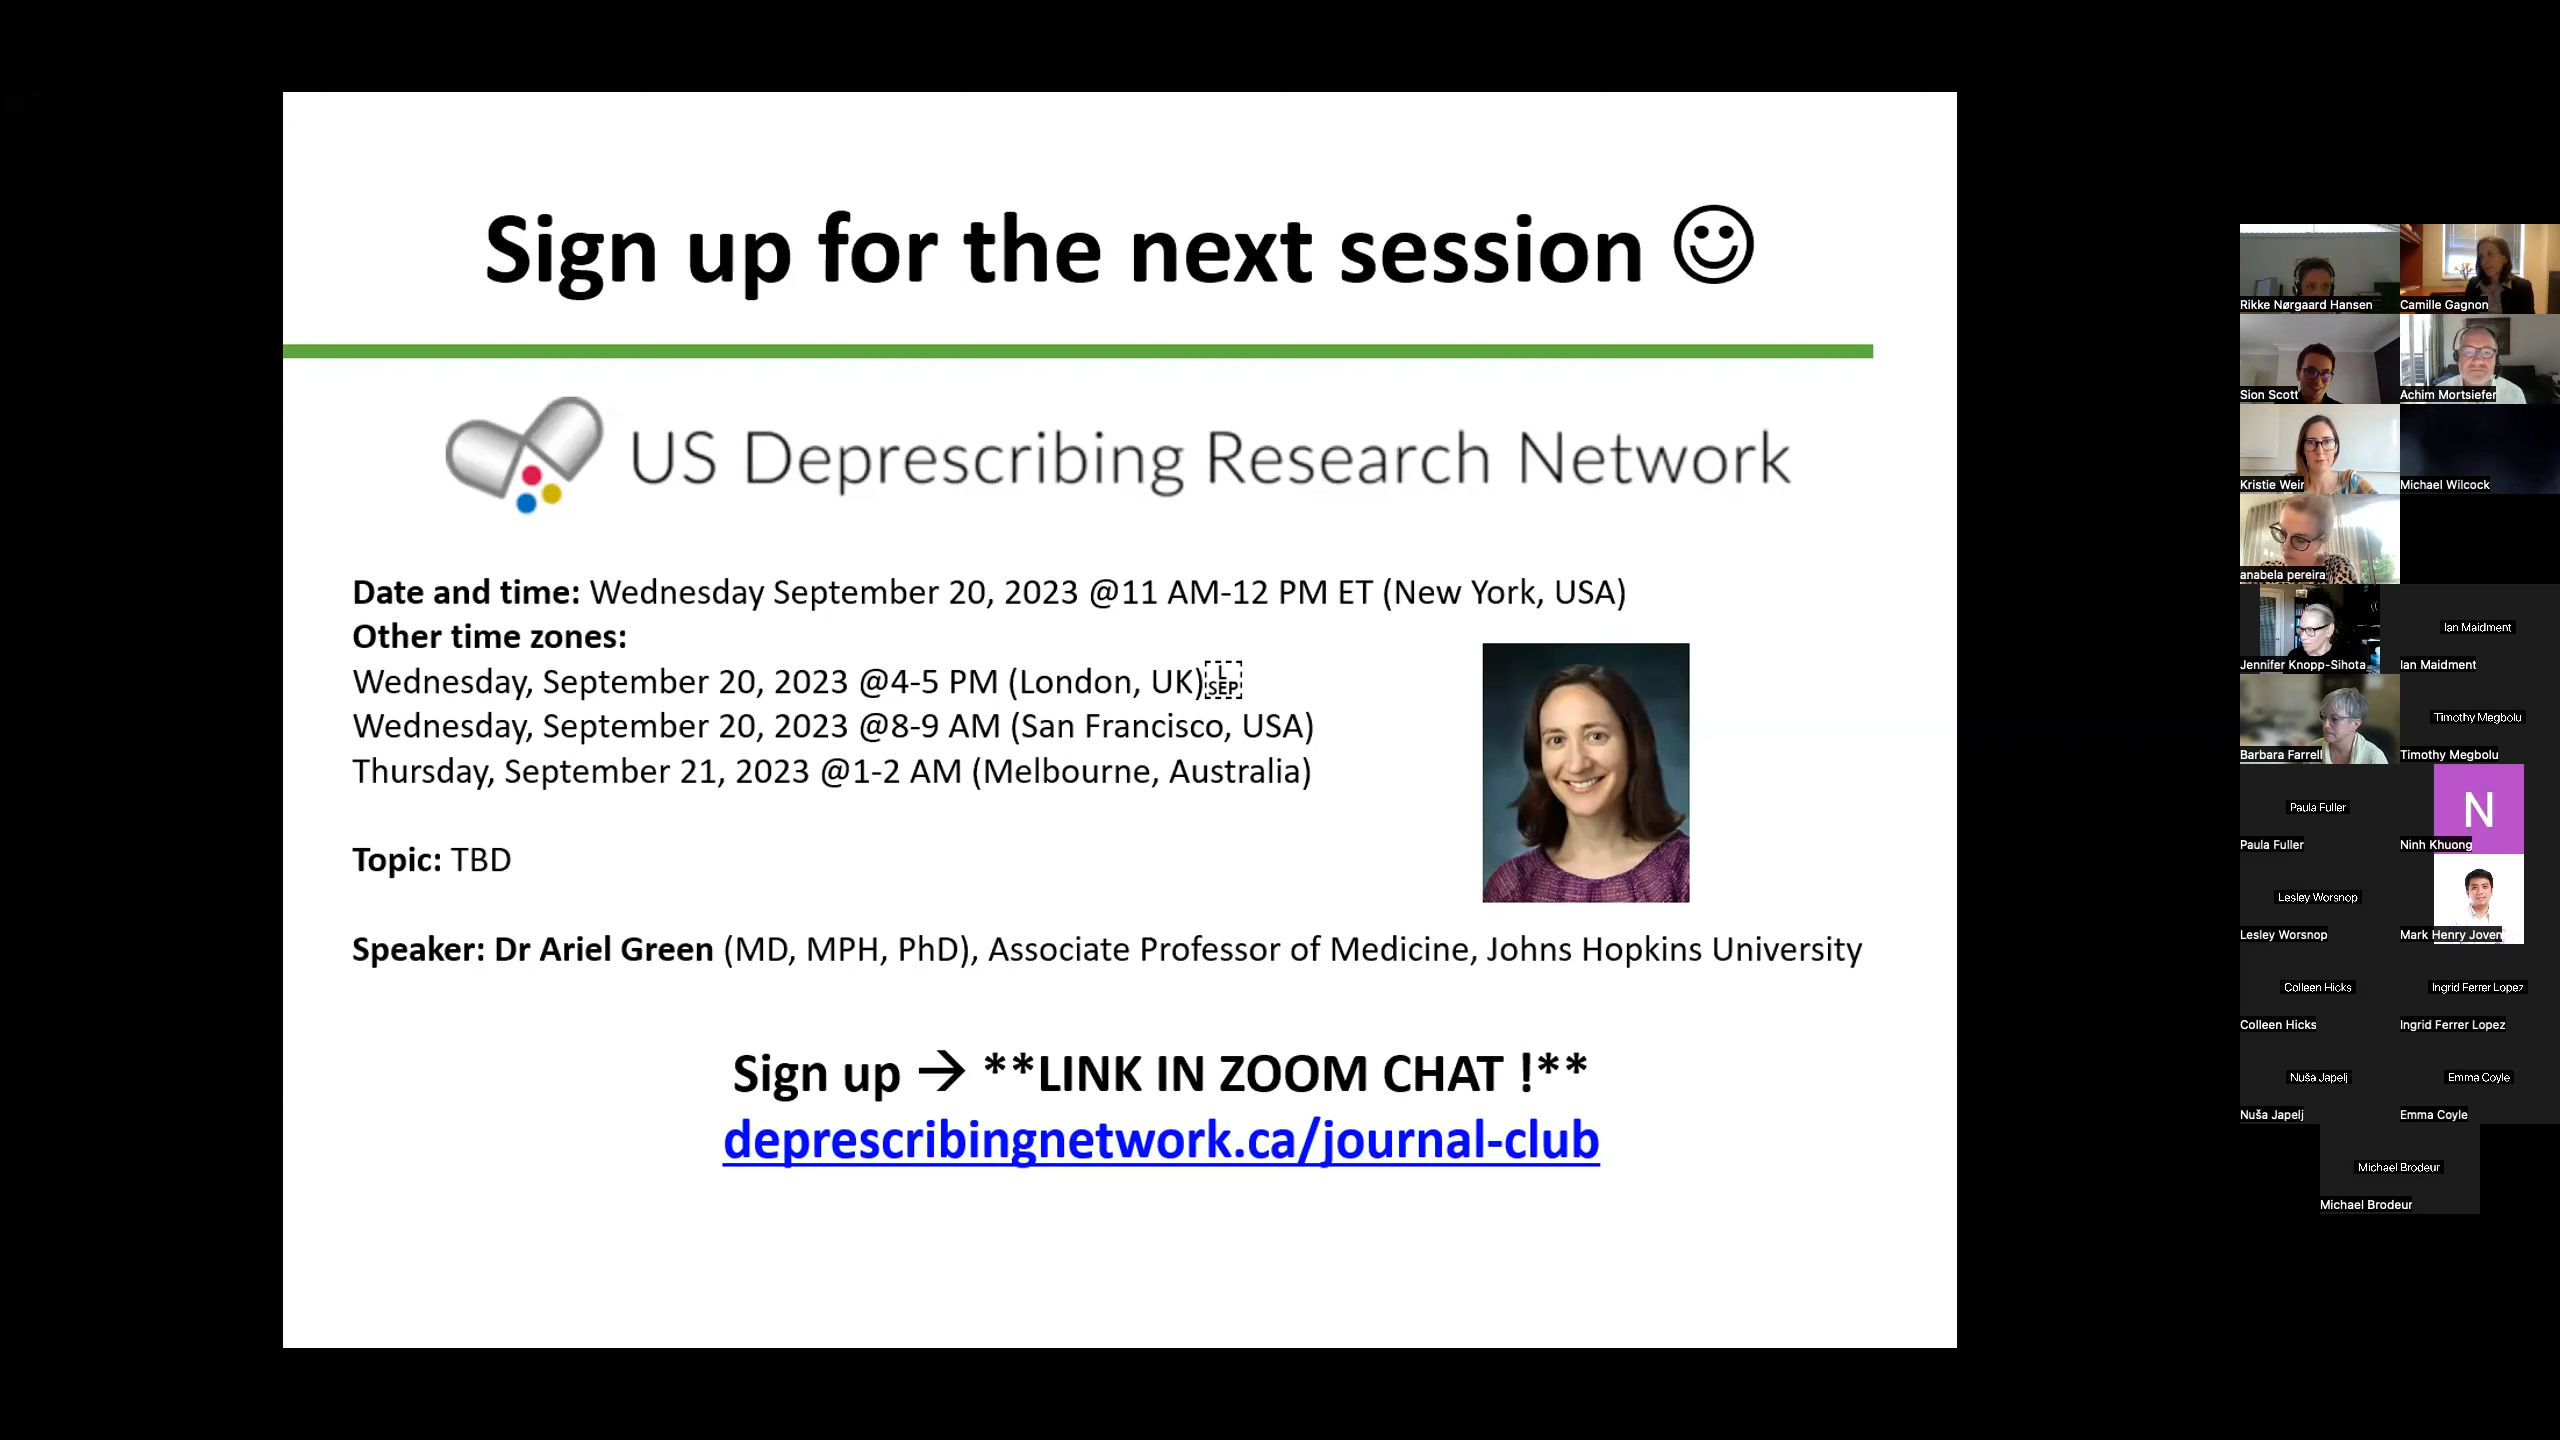 Sign up for the next session ☺
US Deprescribing Research Network
Date and time: Wednesday September 20, 2023 @11 AM-12 PM ET (New York, USA)
Other time zones:
Wednesday, September 20, 2023 @4-5 PM (London, UK)
L
SEP
Wednesday, September 20, 2023 @8-9 AM (San Francisco, USA)
Thursday, September 21, 2023 @1-2 AM (Melbourne, Australia)
Topic: TBD
Speaker: Dr Ariel Green (MD, MPH, PhD), Associate Professor of Medicine, Johns Hopkins University
Sign up → **LINK IN ZOOM CHAT !**
deprescribingnetwork.ca/journal-club
Rikke Nørgaard Hansen
Camille Gagnon
Sion Scott
Achim Mortsiefer
Kristie Weir
Michael Wilcock
anabela pereira
Jennifer Knopp-Sihota
Ian Maidment
Ian Maidment
Barbara Farrell
Timothy Megbolu
Timothy Megbolu
Paula Fuller
Paula Fuller
N
Ninh Khuong
Lesley Worsnop
Lesley Worsnop
Mark Henry Joven
Colleen Hicks
Colleen Hicks
Ingrid Ferrer Lopez
Ingrid Ferrer Lopez
Nuša Japelj
Nuša Japelj
Emma Coyle
Emma Coyle
Michael Brodeur
Michael Brodeur